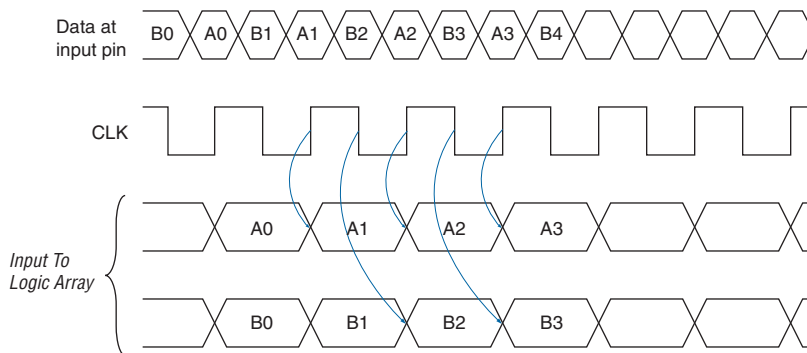 Data at
input pin
B0 A0 B1 A1 B2 A2 B3 A3 B4
CLK
Input To
Logic Array
A0 A1 A2 A3
B0 B1 B2 B3